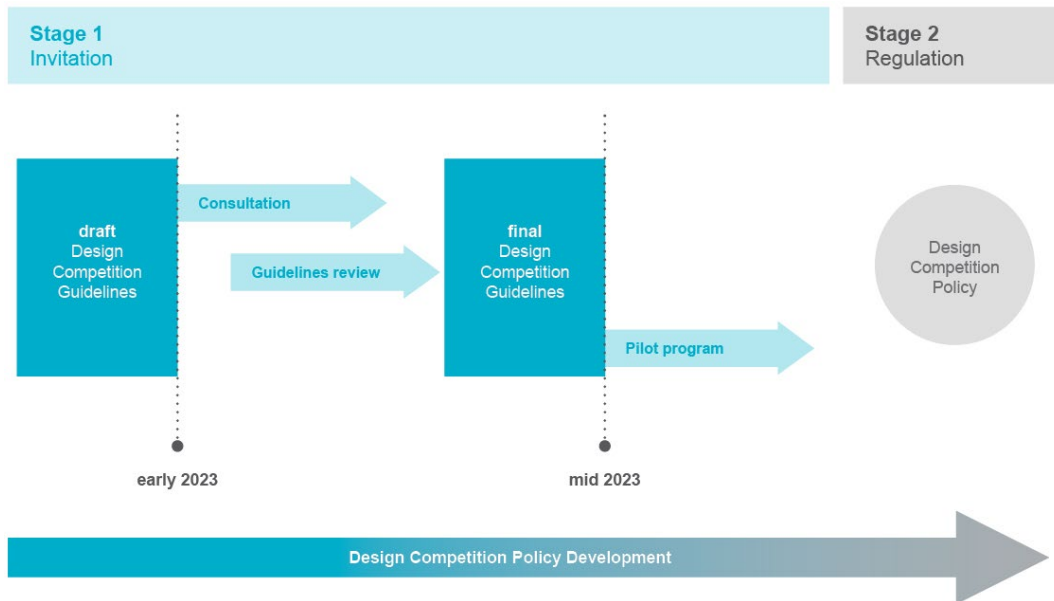 Stage 1
Invitation
Stage 2
Regulation
draft
Design
Competition
Guidelines
Consultation
Guidelines review
final
Design
Competition
Guidelines
Pilot program
Design
Competition
Policy
early 2023
mid 2023
Design Competition Policy Development